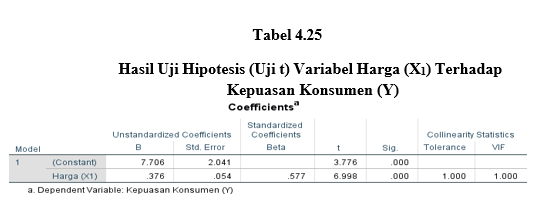 Tabel 4.25
Hasil Uji Hipotesis (Uji t) Variabel Harga (X1) Terhadap
Kepuasan Konsumen (Y)
Coefficientsᵃ
Unstandardized Coefficients Standardized Coefficients Collinearity Statistics
Model B Std. Error Beta t Sig. Tolerance VIF
1 (Constant) 7.706 2.041 3.776 .000
Harga (X1) .376 .054 .577 6.998 .000 1.000 1.000
a. Dependent Variable: Kepuasan Konsumen (Y)